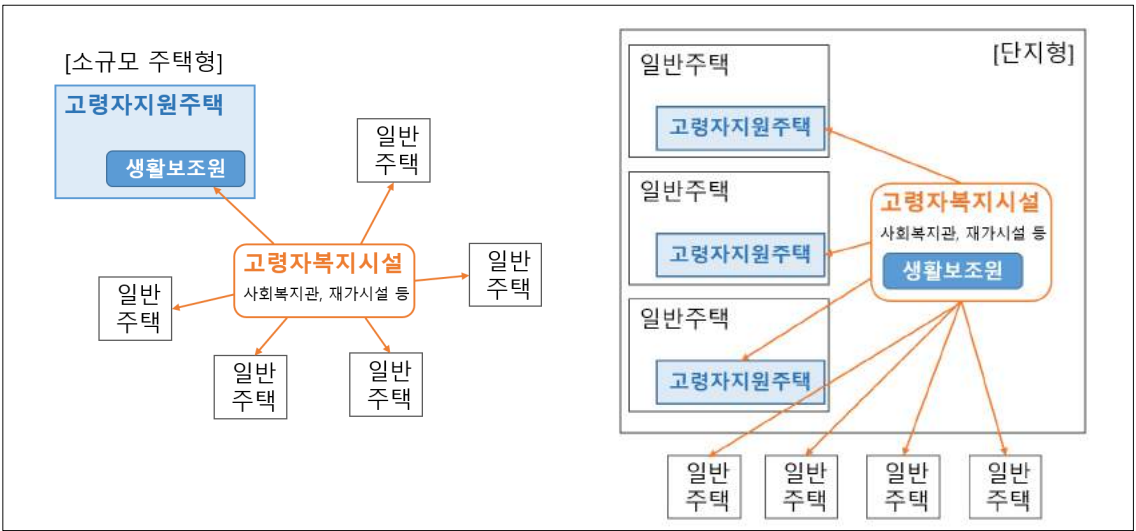 [소규모 주택형]
고령자지원주택
생활보조원
일반
주택
고령자복지시설
사회복지관, 재가시설 등
일반
주택
일반
주택
일반
주택
일반
주택
[단지형]
일반주택
고령자지원주택
일반주택
고령자지원주택
일반주택
고령자지원주택
고령자복지시설
사회복지관, 재가시설 등
생활보조원
일반
주택
일반
주택
일반
주택
일반
주택